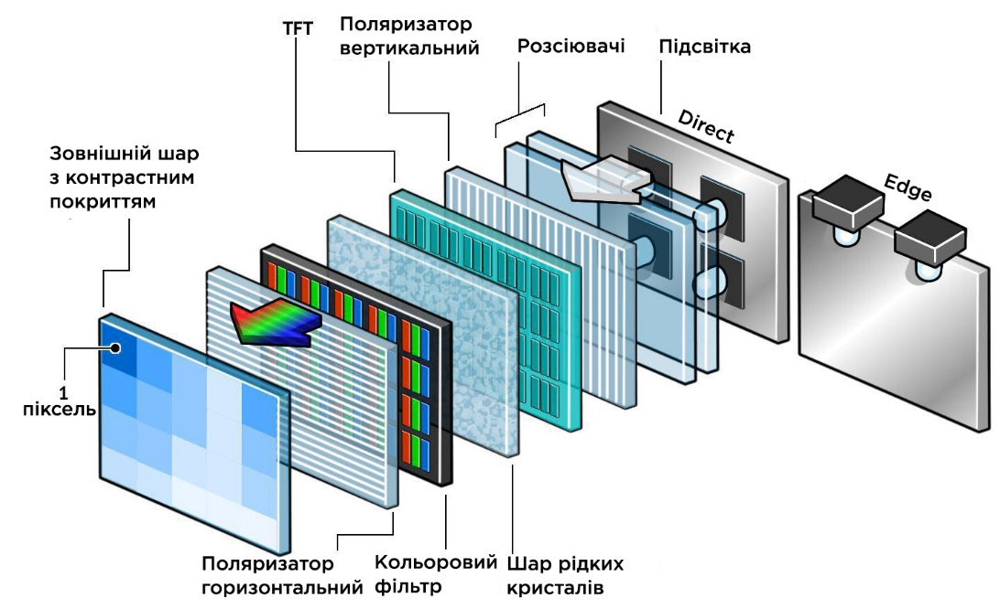 TFT
Поляризатор
вертикальний
Розсіювачі
Підсвітка
Direct
Edge
Зовнішній шар
з контрастним
покриттям
1
піксель
Поляризатор
горизонтальний
Кольоровий
фільтр
Шар рідких
кристалів